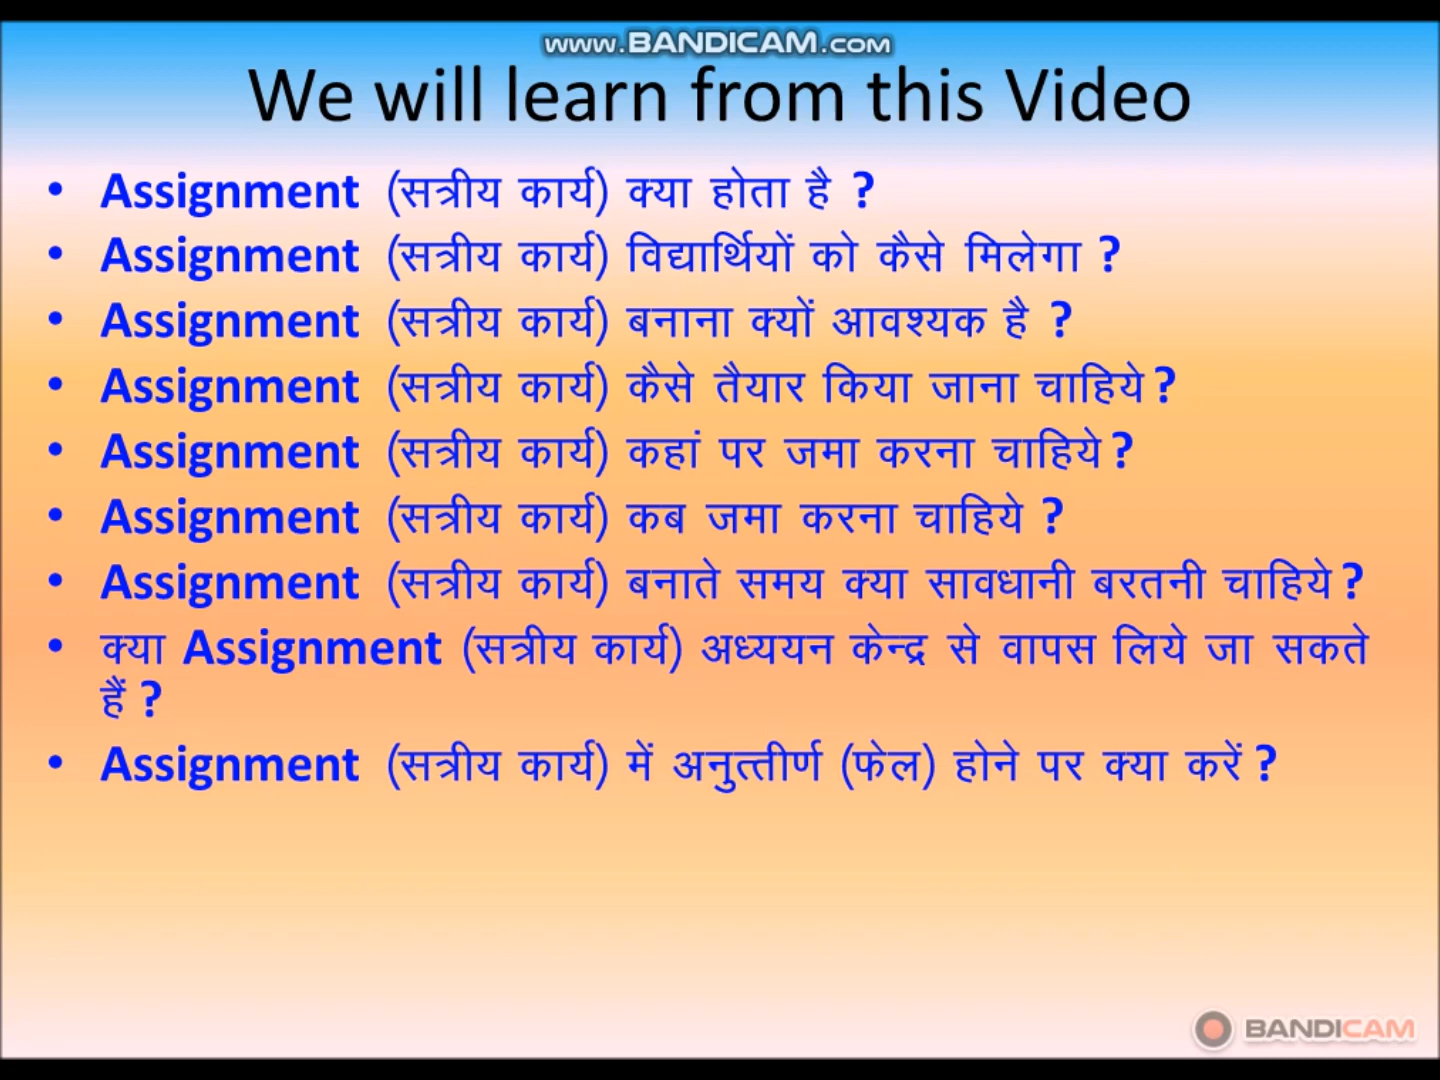 www.BANDICAM.com
We will learn from this Video
• Assignment (सत्रीय कार्य) क्या होता है ?
• Assignment (सत्रीय कार्य) विद्यार्थियों को कैसे मिलेगा ?
• Assignment (सत्रीय कार्य) बनाना क्यों आवश्यक है ?
• Assignment (सत्रीय कार्य) कैसे तैयार किया जाना चाहिये ?
• Assignment (सत्रीय कार्य) कहां पर जमा करना चाहिये ?
• Assignment (सत्रीय कार्य) कब जमा करना चाहिये ?
• Assignment (सत्रीय कार्य) बनाते समय क्या सावधानी बरतनी चाहिये ?
• क्या Assignment (सत्रीय कार्य) अध्ययन केन्द्र से वापस लिये जा सकते
हैं ?
• Assignment (सत्रीय कार्य) में अनुत्तीर्ण (फेल) होने पर क्या करें ?
BANDICAM